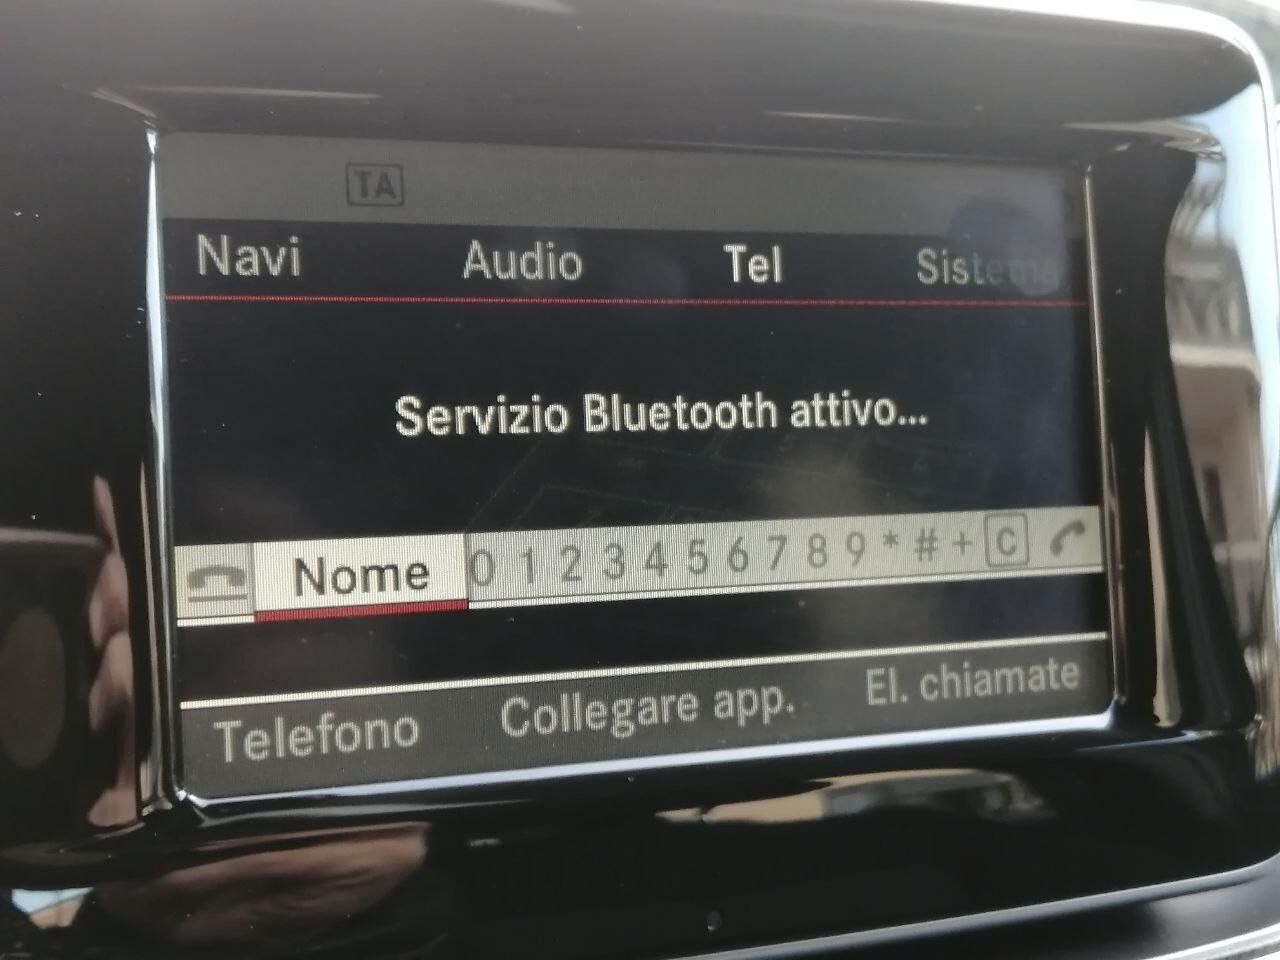 TA
Navi Audio Tel Sistema
Servizio Bluetooth attivo...
Nome 0 1 2 3 4 5 6 7 8 9 * # + C
Telefono Collegare app. El. chiamate